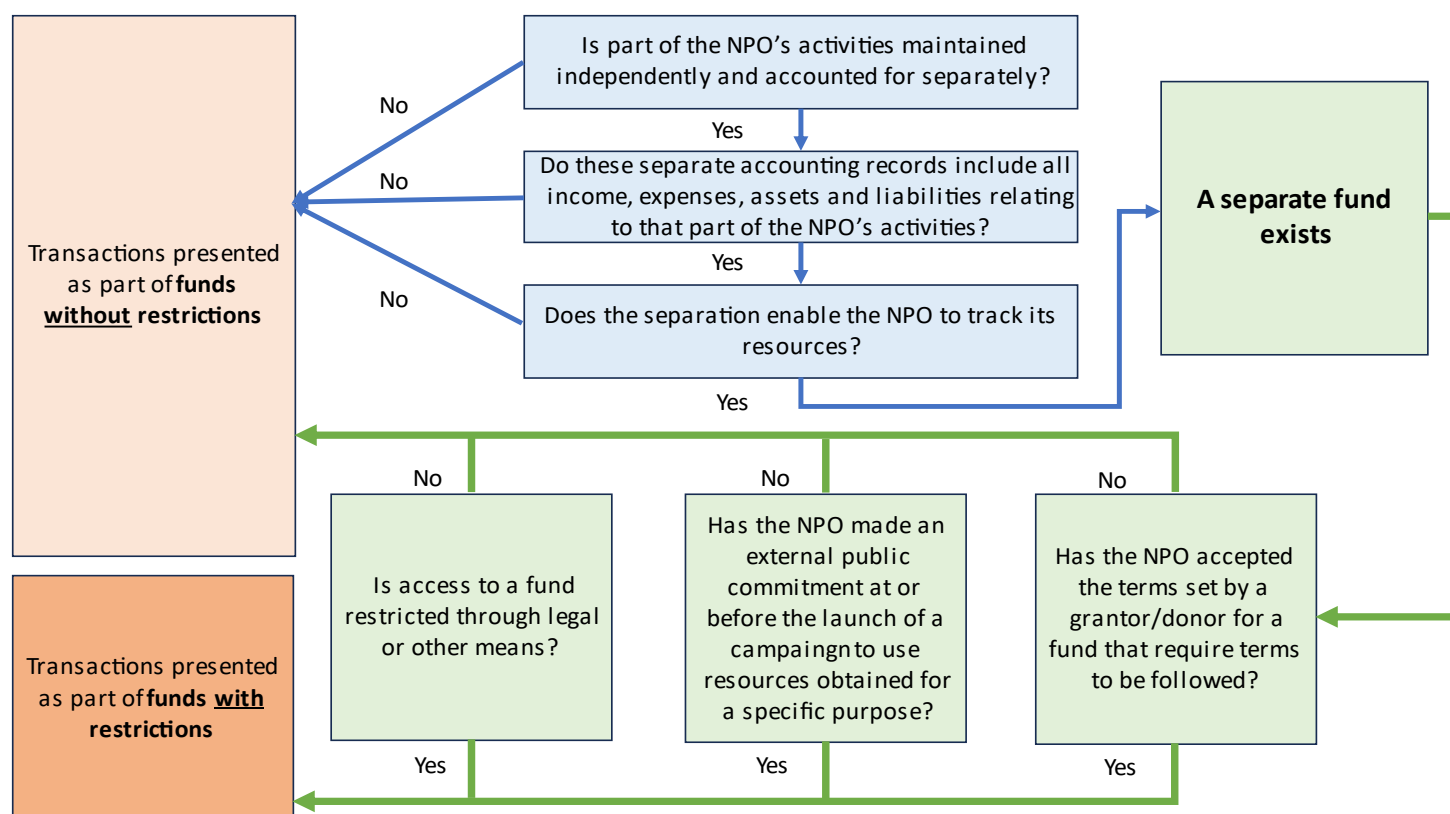 Is part of the NPO's activities maintained
independently and accounted for separately?
No
Yes
Do these separate accounting records include all
income, expenses, assets and liabilities relating
to that part of the NPO's activities?
No
Yes
Does the separation enable the NPO to track its
resources?
No
Yes
A separate fund
exists
Transactions presented
as part of funds
without restrictions
No
No
No
Is access to a fund
restricted through legal
or other means?
Has the NPO made an
external public
commitment at or
before the launch of a
campaingn to use
resources obtained for
a specific purpose?
Has the NPO accepted
the terms set by a
grantor/donor for a
fund that require terms
to be followed?
Yes
Yes
Yes
Transactions presented
as part of funds with
restrictions